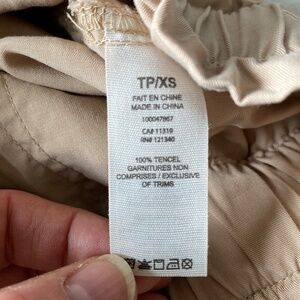 TP/XS
FAIT EN CHINE
MADE IN CHINA
100047867
CA# 11319
RN# 121340
100% TENCEL
GARNITURES NON
COMPRISES / EXCLUSIVE
OF TRIMS